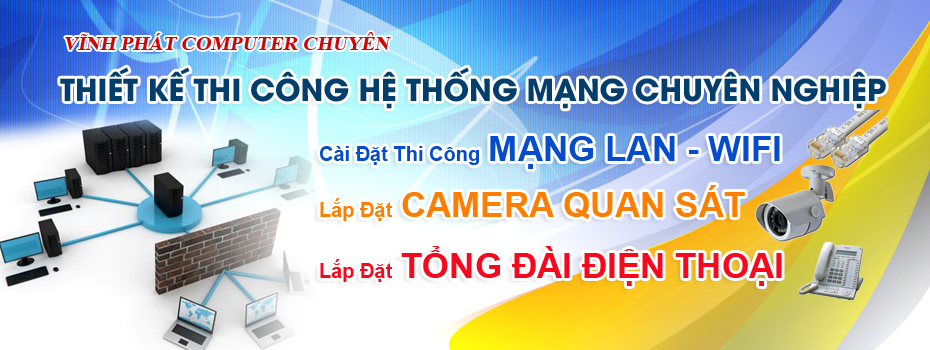 VĨNH PHÁT COMPUTER CHUYÊN
THIẾT KẾ THI CÔNG HỆ THỐNG MẠNG CHUYÊN NGHIỆP
Cài Đặt Thi Công MẠNG LAN - WIFI
Lắp Đặt CAMERA QUAN SÁT
Lắp Đặt TỔNG ĐÀI ĐIỆN THOẠI